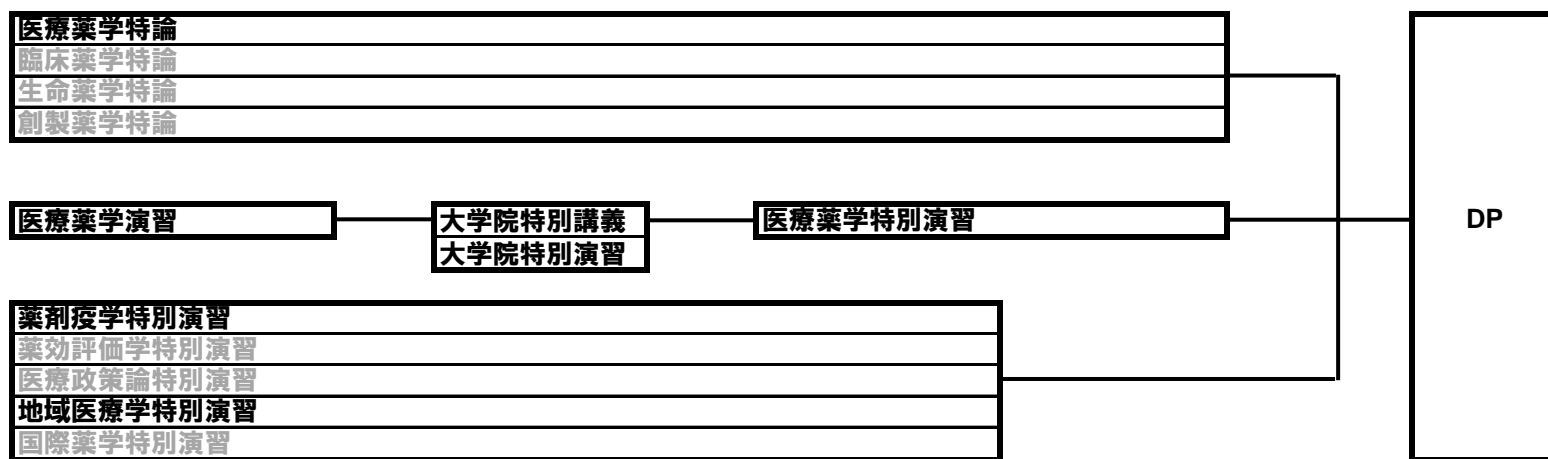 医療薬学特論
臨床薬学特論
生命薬学特論
創製薬学特論
医療薬学演習
大学院特別講義
大学院特別演習
医療薬学特別演習
DP
薬剤疫学特別演習
薬効評価学特別演習
医療政策論特別演習
地域医療学特別演習
国際薬学特別演習